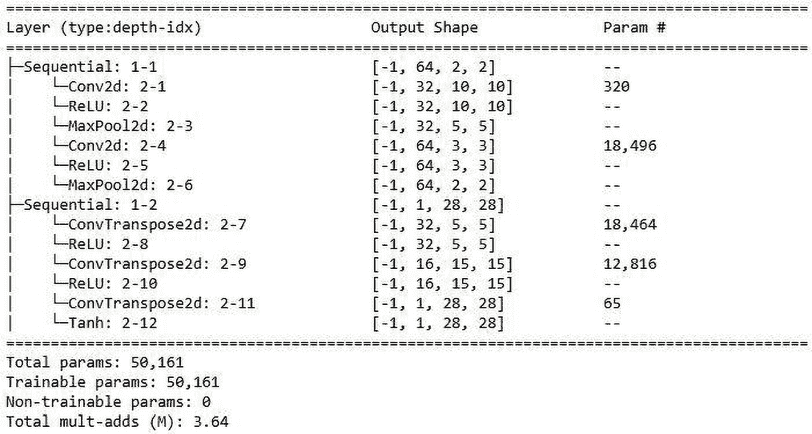 ==========================================================================================
Layer (type:depth-idx)                   Output Shape              Param #
==========================================================================================
├─Sequential: 1-1                        [-1, 64, 2, 2]            --
|    └─Conv2d: 2-1                       [-1, 32, 10, 10]          320
|    └─ReLU: 2-2                         [-1, 32, 10, 10]          --
|    └─MaxPool2d: 2-3                    [-1, 32, 5, 5]            --
|    └─Conv2d: 2-4                       [-1, 64, 3, 3]            18,496
|    └─ReLU: 2-5                         [-1, 64, 3, 3]            --
|    └─MaxPool2d: 2-6                    [-1, 64, 2, 2]            --
├─Sequential: 1-2                        [-1, 1, 28, 28]           --
|    └─ConvTranspose2d: 2-7              [-1, 32, 5, 5]            18,464
|    └─ReLU: 2-8                         [-1, 32, 5, 5]            --
|    └─ConvTranspose2d: 2-9              [-1, 16, 15, 15]          12,816
|    └─ReLU: 2-10                        [-1, 16, 15, 15]          --
|    └─ConvTranspose2d: 2-11             [-1, 1, 28, 28]           65
|    └─Tanh: 2-12                        [-1, 1, 28, 28]           --
==========================================================================================
Total params: 50,161
Trainable params: 50,161
Non-trainable params: 0
Total mult-adds (M): 3.64